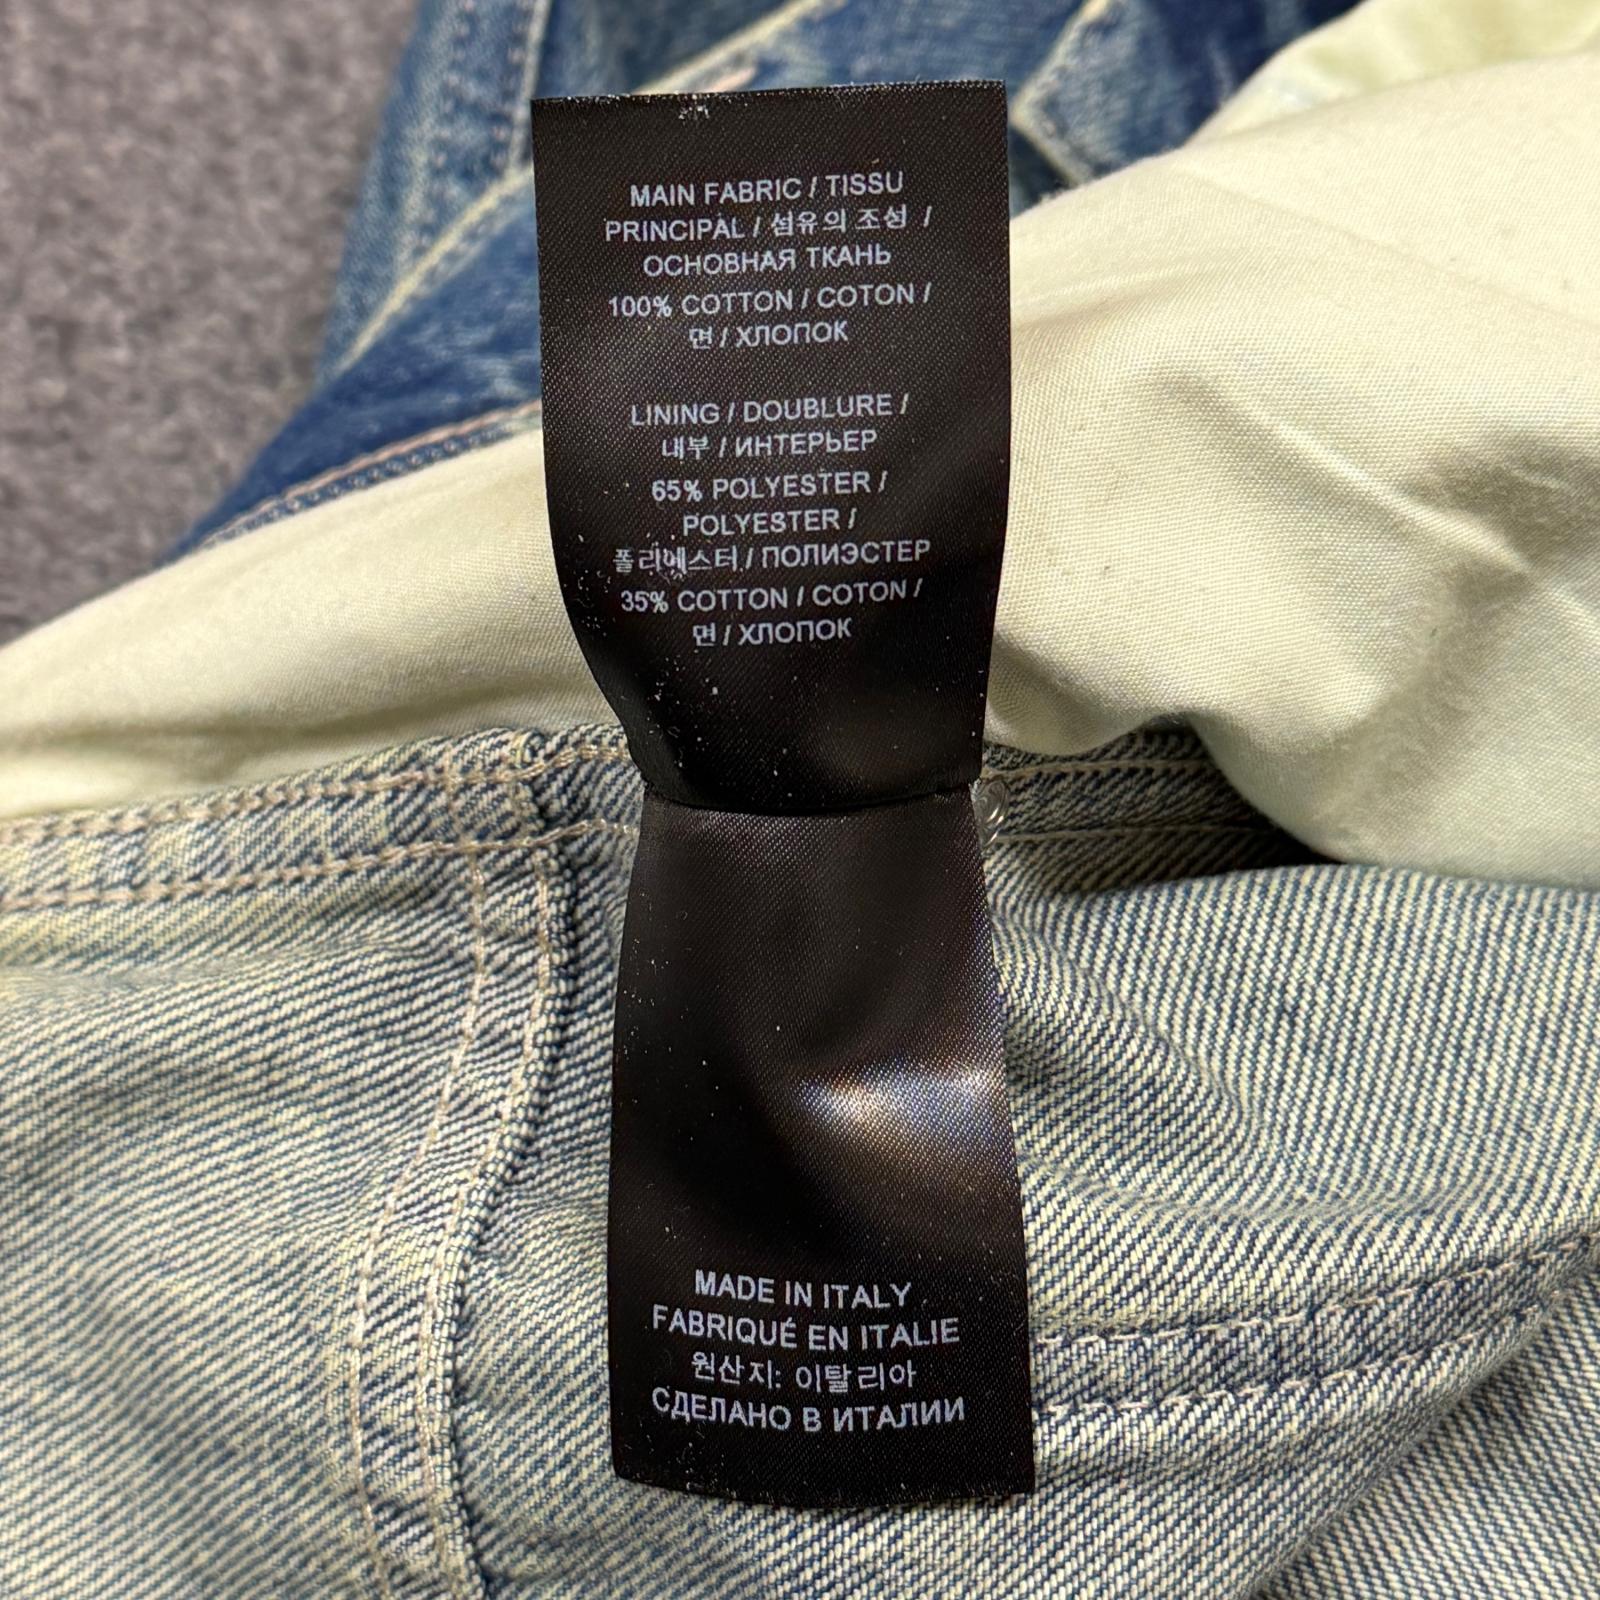 MAIN FABRIC / TISSU
PRINCIPAL / 섬유의 조성 /
ОСНОВНАЯ ТКАНЬ
100% COTTON / COTON /
면 / ХЛОПОК
LINING / DOUBLURE /
내부 / ИНТЕРЬЕР
65% POLYESTER /
POLYESTER /
폴리에스터 / ПОЛИЭСТЕР
35% COTTON / COTON /
면 / ХЛОПОК
MADE IN ITALY
FABRIQUÉ EN ITALIE
원산지: 이탈리아
СДЕЛАНО В ИТАЛИИ